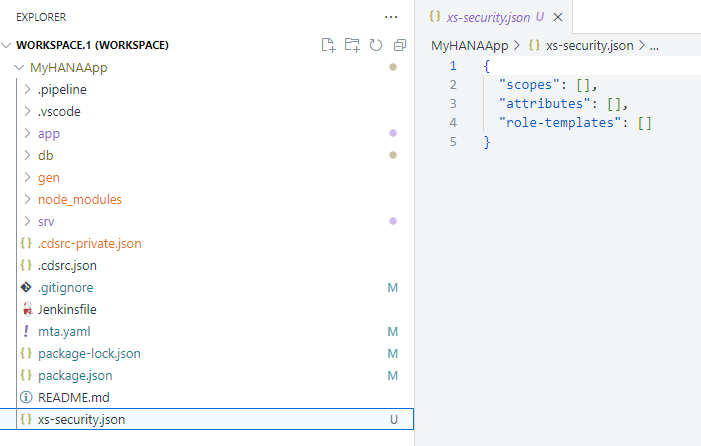 EXPLORER
WORKSPACE.1 (WORKSPACE)
MyHANAApp
.pipeline
.vscode
app
db
gen
node_modules
srv
.cdsrc-private.json
.cdsrc.json
.gitignore M
Jenkinsfile
mta.yaml M
package-lock.json M
package.json M
README.md
xs-security.json U
xs-security.json U
MyHANAApp > xs-security.json > ...
1 {
2 "scopes": [],
3 "attributes": [],
4 "role-templates": []
5 }